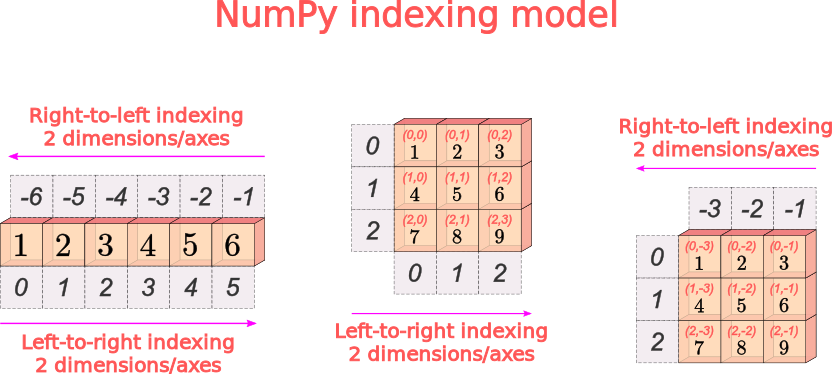 NumPy indexing model
Right-to-left indexing
2 dimensions/axes
-6 -5 -4 -3 -2 -1
1 2 3 4 5 6
0 1 2 3 4 5
Left-to-right indexing
2 dimensions/axes
(0,0) (0,1) (0,2)
0 1 2 3
(1,0) (1,1) (1,2)
1 4 5 6
(2,0) (2,1) (2,3)
2 7 8 9
0 1 2
Left-to-right indexing
2 dimensions/axes
Right-to-left indexing
2 dimensions/axes
-3 -2 -1
(0,-3) (0,-2) (0,-1)
0 1 2 3
(1,-3) (1,-2) (1,-1)
1 4 5 6
(2,-3) (2,-2) (2,-1)
2 7 8 9